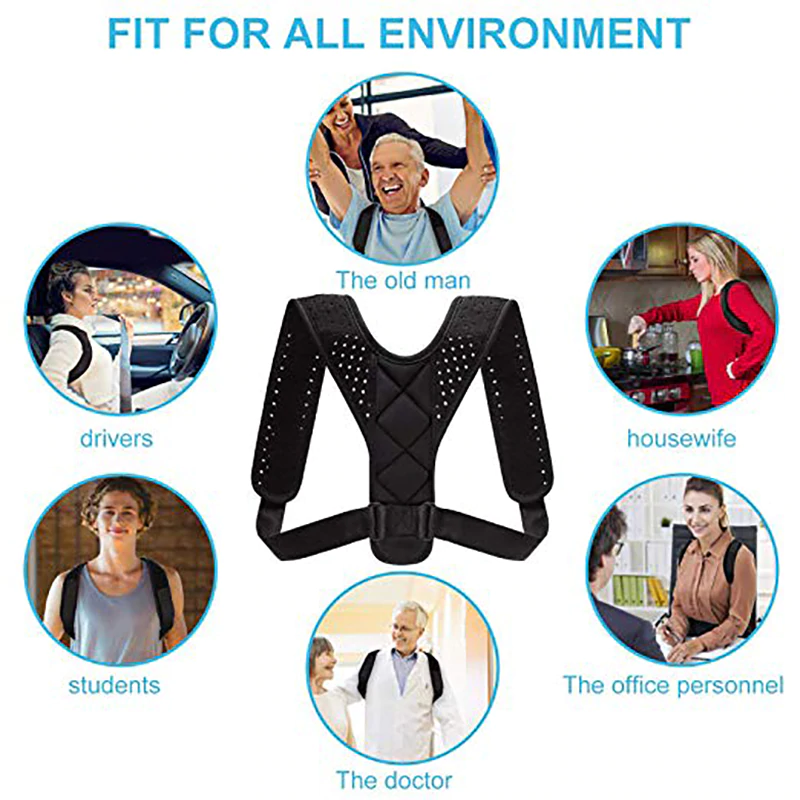 FIT FOR ALL ENVIRONMENT
The old man
drivers
housewife
students
The office personnel
The doctor